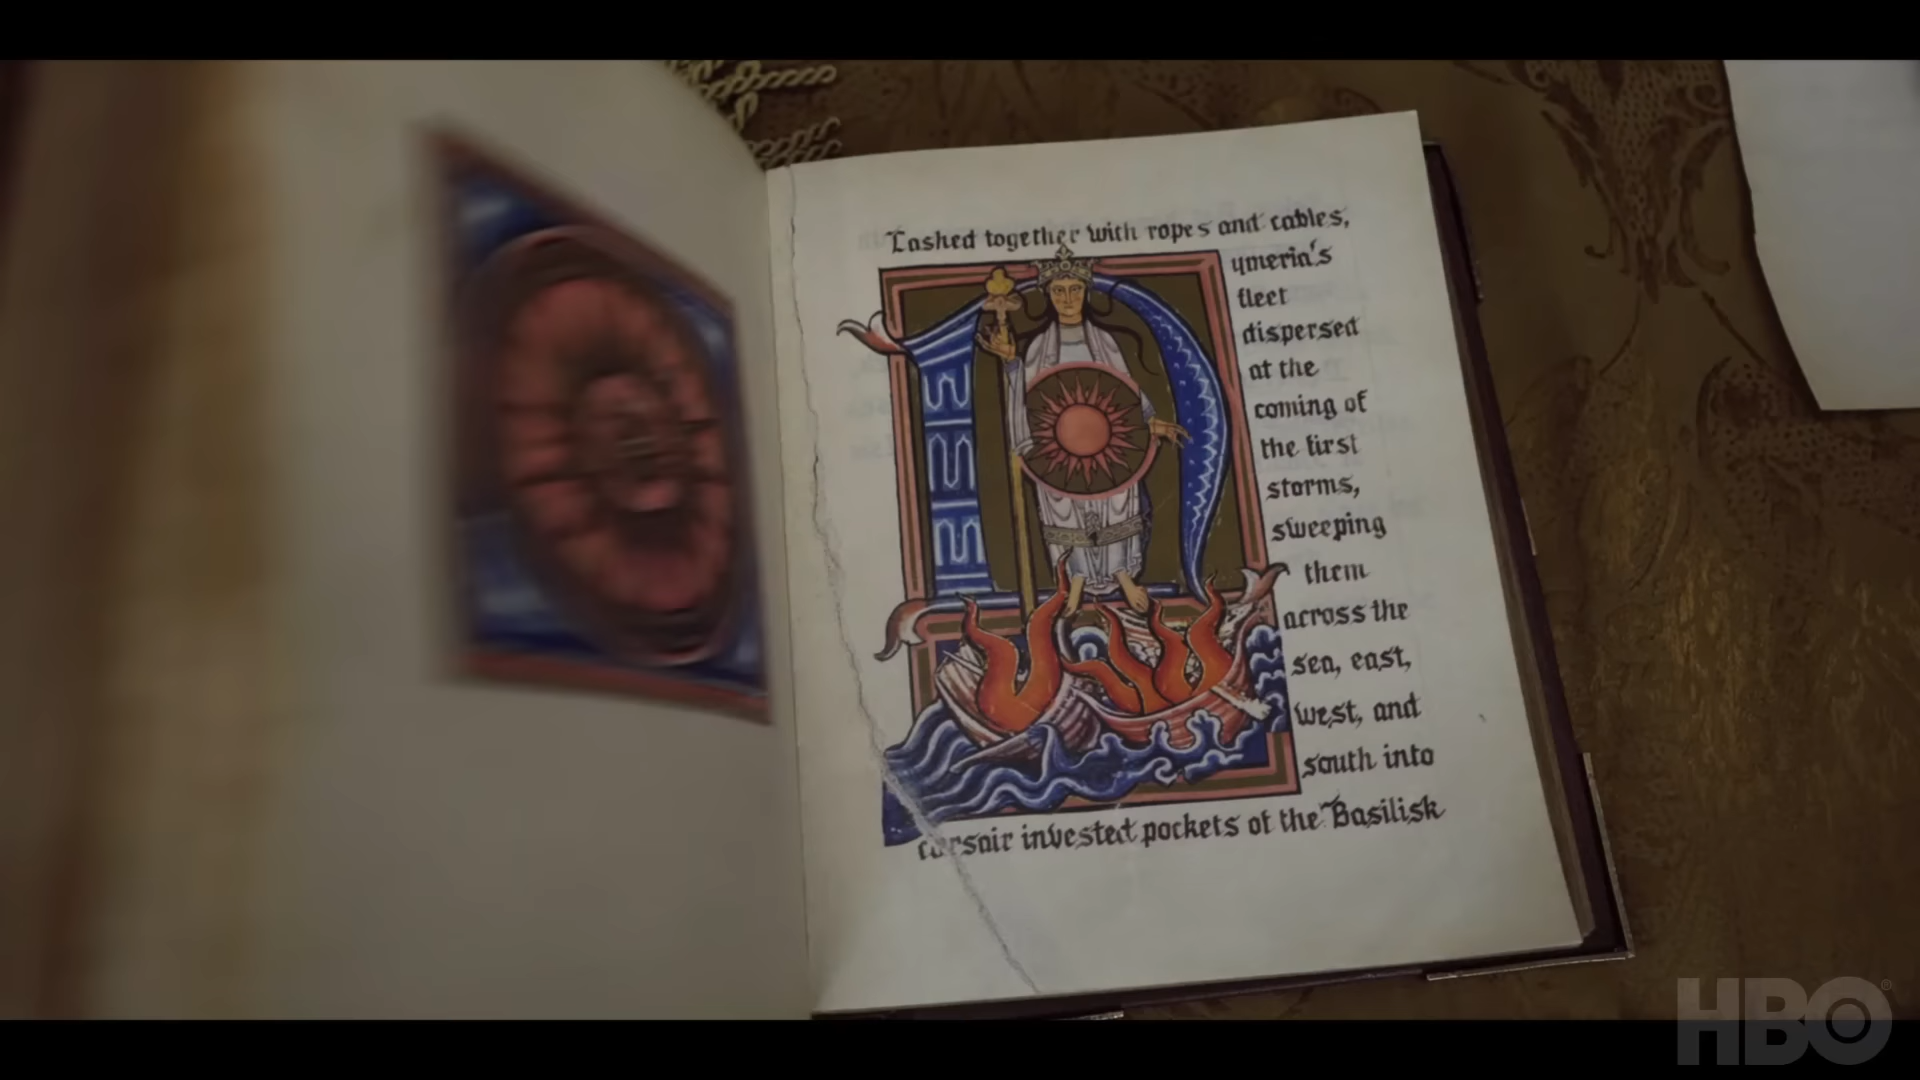 Lashed together with ropes and cables,
ymeria's
fleet
dispersed
at the
coming of
the first
storms,
sweeping
them
across the
sea, east,
west, and
south into
corsair invested pockets of the Basilisk
HBO